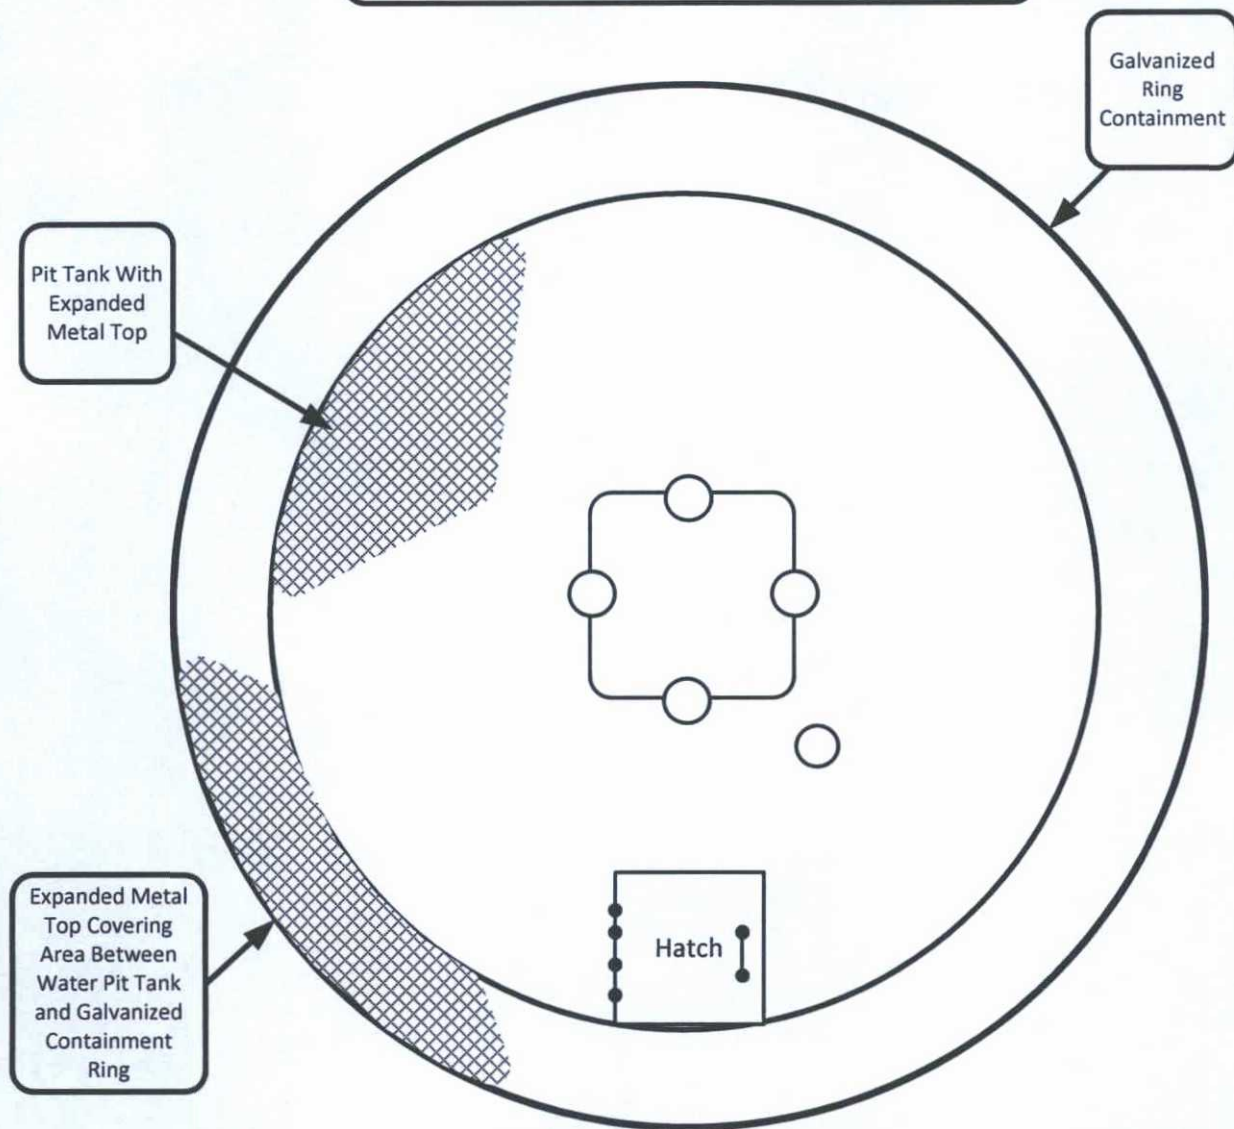 Galvanized
Ring
Containment
Pit Tank With
Expanded
Metal Top
Expanded Metal
Top Covering
Area Between
Water Pit Tank
and Galvanized
Containment
Ring
Hatch